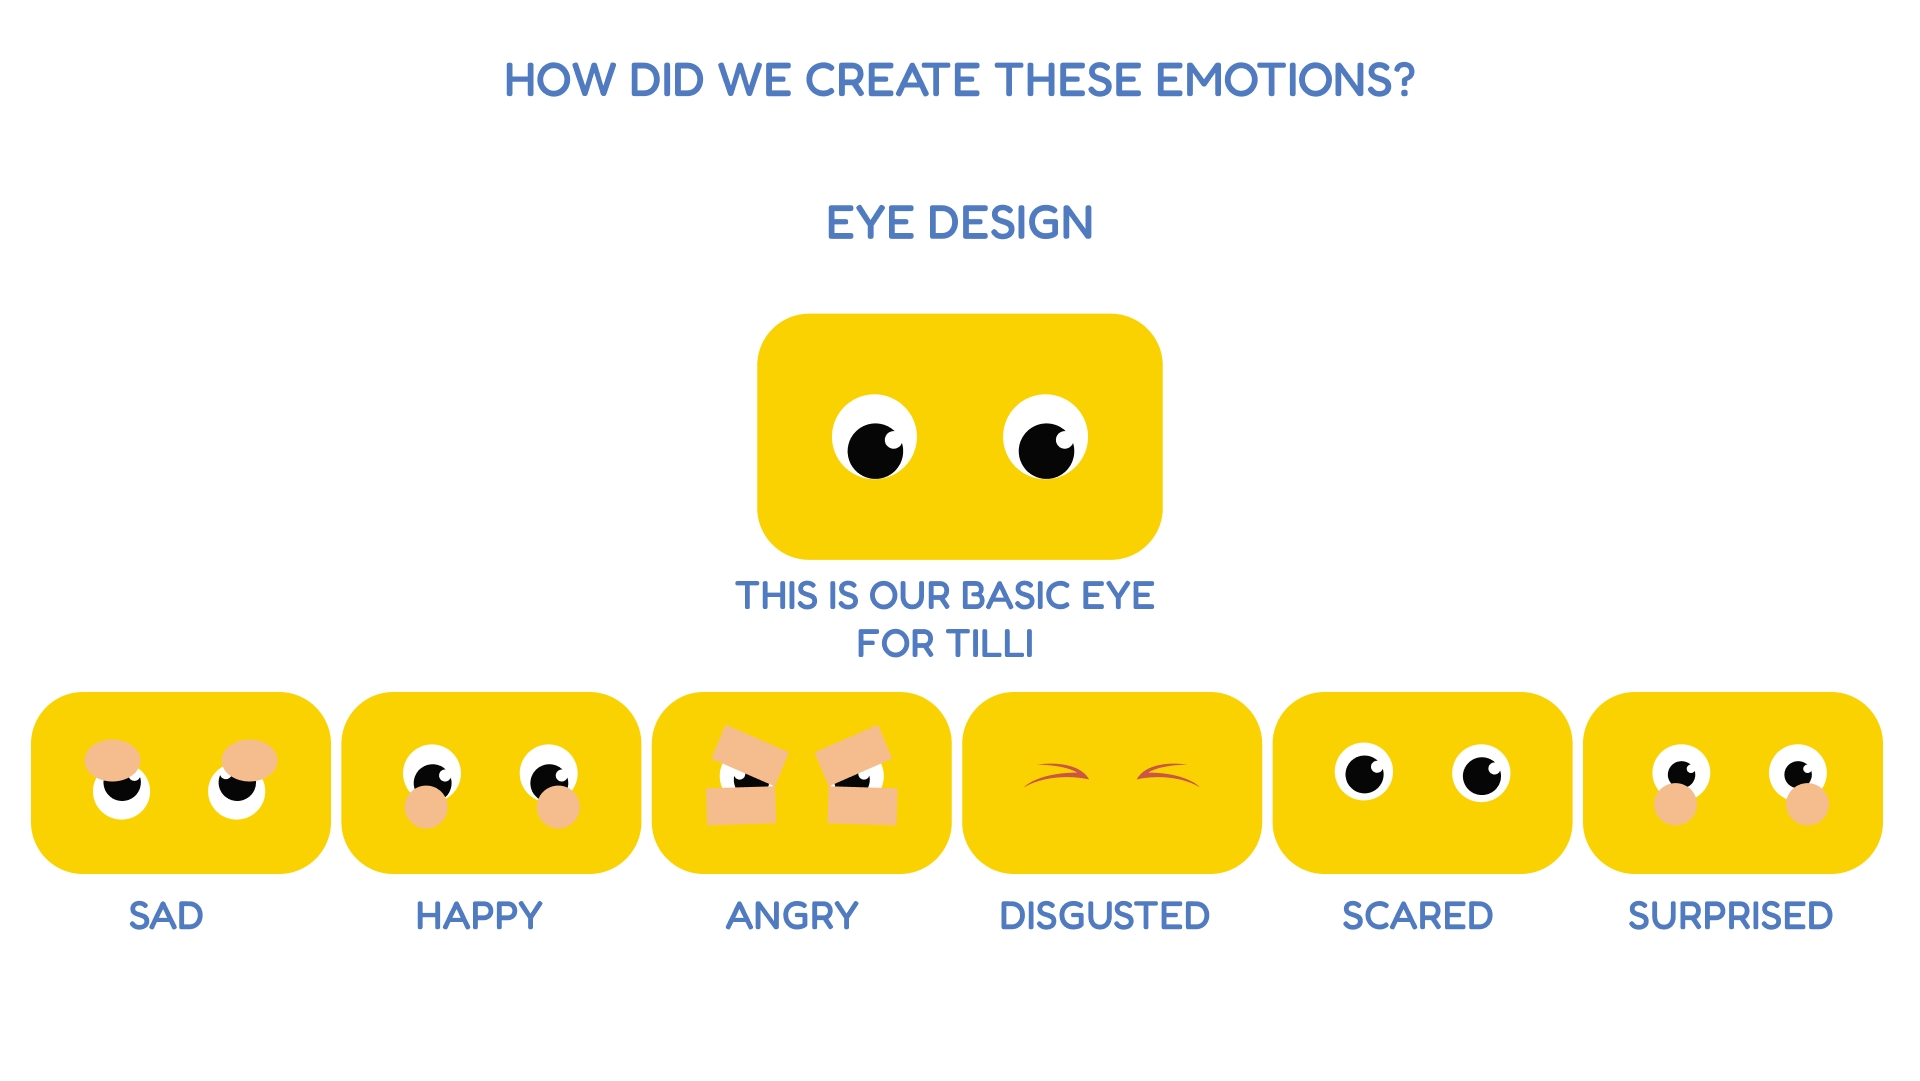 HOW DID WE CREATE THESE EMOTIONS?
EYE DESIGN
THIS IS OUR BASIC EYE
FOR TILLI
SAD
HAPPY
ANGRY
DISGUSTED
SCARED
SURPRISED